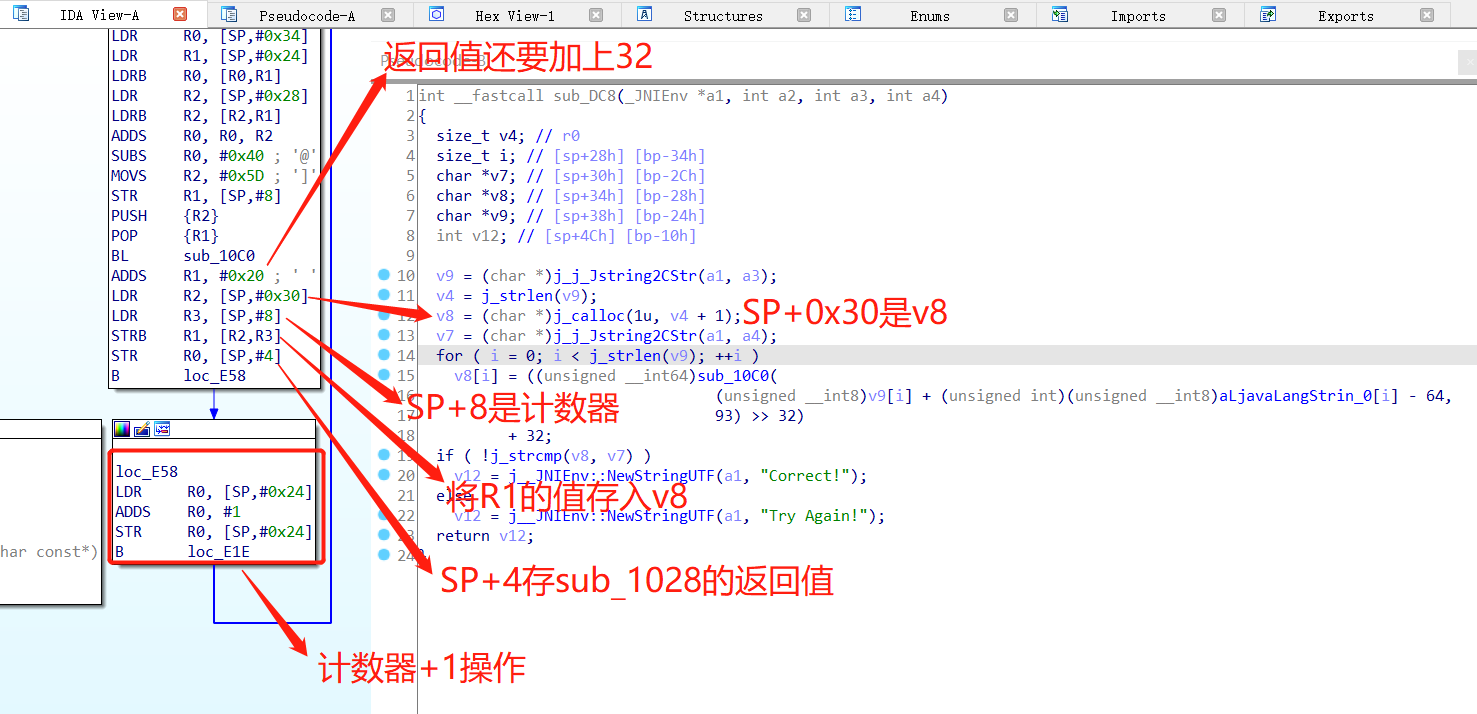 IDA View-A
Pseudocode-A
Hex View-1
Structures
Enums
Imports
Exports
LDR R0, [SP,#0x34]
LDR R1, [SP,#0x24]
LDRB R0, [R0,R1]
LDR R2, [SP,#0x28]
LDRB R2, [R2,R1]
ADDS R0, R0, R2
SUBS R0, #0x40 ; '@'
MOVS R2, #0x5D ; ']'
STR R1, [SP,#8]
PUSH {R2}
POP {R1}
BL sub_10C0
ADDS R1, #0x20 ; ' '
LDR R2, [SP,#0x30]
LDR R3, [SP,#8]
STRB R1, [R2,R3]
STR R0, [SP,#4]
B loc_E58
loc_E58
LDR R0, [SP,#0x24]
ADDS R0, #1
STR R0, [SP,#0x24]
B loc_E1E
har const*)
返回值还要加上32
1 int __fastcall sub_DC8(_JNIEnv *a1, int a2, int a3, int a4)
2 {
3 size_t v4; // r0
4 size_t i; // [sp+28h] [bp-34h]
5 char *v7; // [sp+30h] [bp-2Ch]
6 char *v8; // [sp+34h] [bp-28h]
7 char *v9; // [sp+38h] [bp-24h]
8 int v12; // [sp+4Ch] [bp-10h]
9
10 v9 = (char *)j_j_Jstring2CStr(a1, a3);
11 v4 = j_strlen(v9);
12 v8 = (char *)j_calloc(1u, v4 + 1);
SP+0x30是v8
13 v7 = (char *)j_j_Jstring2CStr(a1, a4);
14 for ( i = 0; i < j_strlen(v9); ++i )
15 v8[i] = ((unsigned __int64)sub_10C0(
(unsigned __int8)v9[i] + (unsigned int)(unsigned __int8)aLjavaLangStrin_0[i] - 64,
17 93) >> 32)
SP+8是计数器
18 + 32;
19 if ( !j_strcmp(v8, v7) )
20 v12 = j__JNIEnv::NewStringUTF(a1, "Correct!");
21 else
将R1的值存入v8
22 v12 = j__JNIEnv::NewStringUTF(a1, "Try Again!");
23 return v12;
24
SP+4存sub_1028的返回值
计数器+1操作